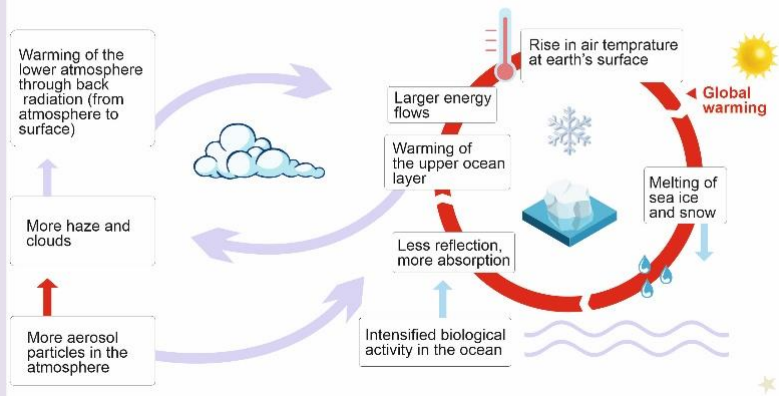 Warming of the
lower atmosphere
through back
radiation (from
atmosphere to
surface)
More haze and
clouds
More aerosol
particles in the
atmosphere
Rise in air temprature
at earth's surface
Global
warming
Larger energy
flows
Warming of
the upper ocean
layer
Melting of
sea ice
and snow
Less reflection,
more absorption
Intensified biological
activity in the ocean